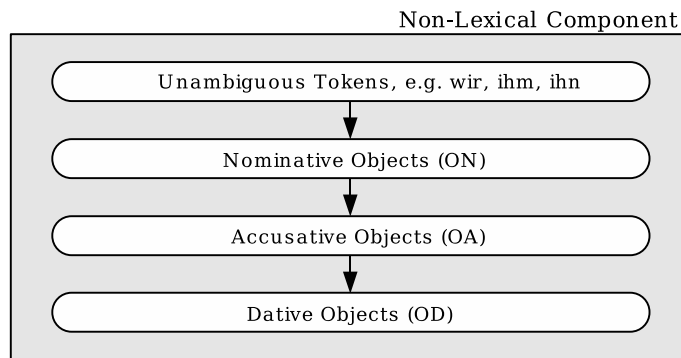 Non-Lexical Component
Unambiguous Tokens, e.g. wir, ihm, ihn
Nominative Objects (ON)
Accusative Objects (OA)
Dative Objects (OD)